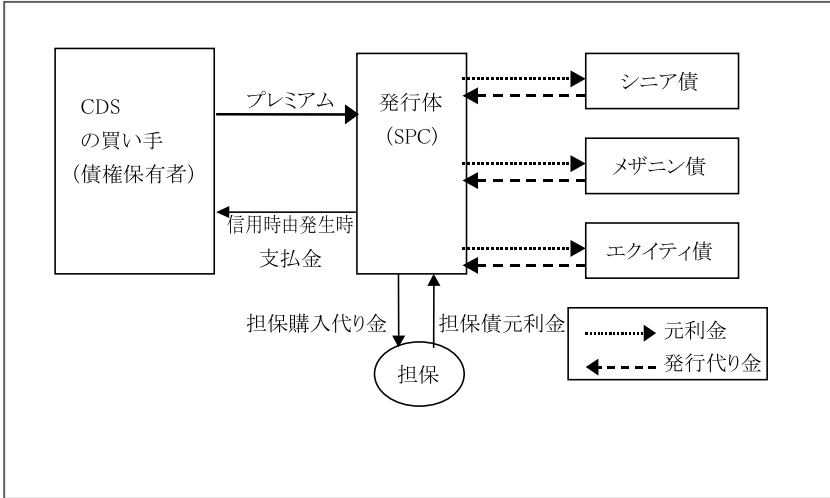 CDS
の買い手
（債権保有者）
プレミアム
信用時由発生時
支払金
発行体
（SPC）
シニア債
メザニン債
エクイティ債
担保購入代り金
担保債元利金
担保
元利金
発行代り金